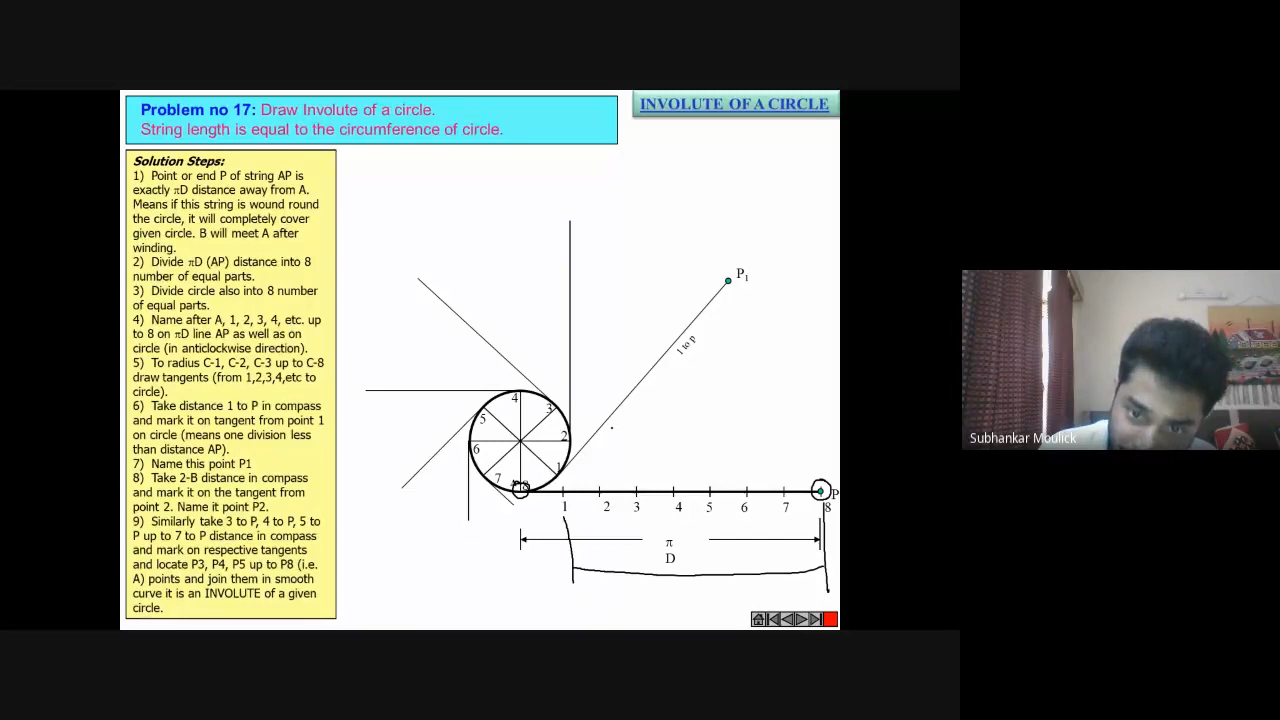 Problem no 17: Draw Involute of a circle.
String length is equal to the circumference of circle.
INVOLUTE OF A CIRCLE
Solution Steps:
1) Point or end P of string AP is
exactly πD distance away from A.
Means if this string is wound round
the circle, it will completely cover
given circle. B will meet A after
winding.
2) Divide πD (AP) distance into 8
number of equal parts.
3) Divide circle also into 8 number
of equal parts.
4) Name after A, 1, 2, 3, 4, etc. up
to 8 on πD line AP as well as on
circle (in anticlockwise direction).
5) To radius C-1, C-2, C-3 up to C-8
draw tangents (from 1,2,3,4,etc to
circle).
6) Take distance 1 to P in compass
and mark it on tangent from point 1
on circle (means one division less
than distance AP).
7) Name this point P1
8) Take 2-B distance in compass
and mark it on the tangent from
point 2. Name it point P2.
9) Similarly take 3 to P, 4 to P, 5 to
P up to 7 to P distance in compass
and mark on respective tangents
and locate P3, P4, P5 up to P8 (i.e.
A) points and join them in smooth
curve it is an INVOLUTE of a given
circle.
P1
1 to p
4
3
5
2
6
1
7
8
P
1 2 3 4 5 6 7 8
π
D
Subhankar Moulick